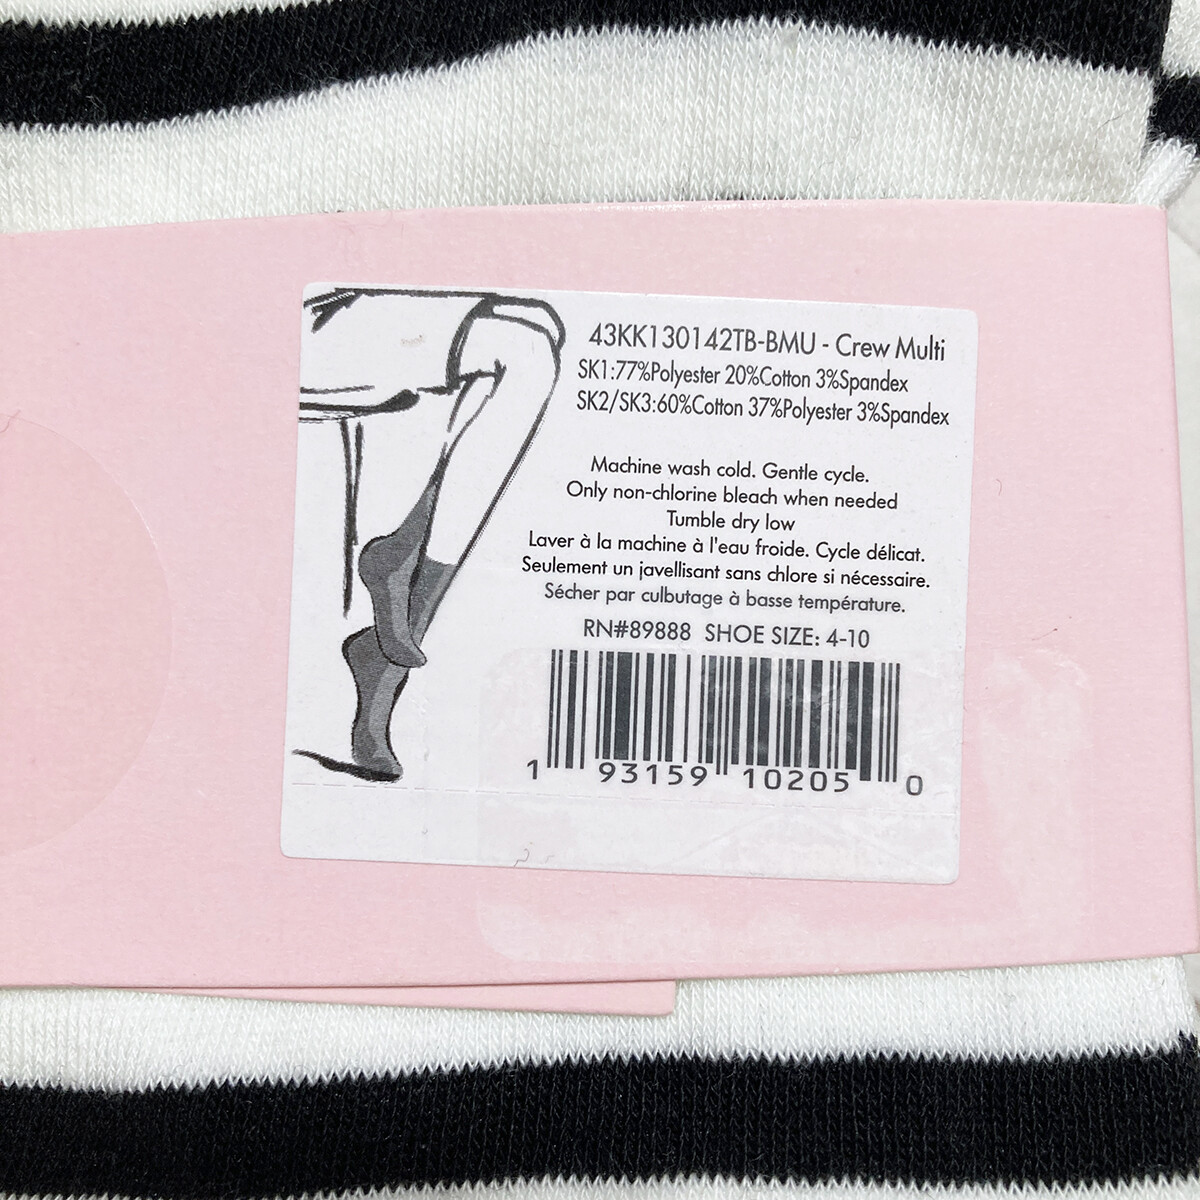 43KK130142TB-BMU - Crew Multi
SK1:77%Polyester 20%Cotton 3%Spandex
SK2/SK3:60%Cotton 37%Polyester 3%Spandex
Machine wash cold. Gentle cycle.
Only non-chlorine bleach when needed
Tumble dry low
Laver à la machine à l'eau froide. Cycle délicat.
Seulement un javellisant sans chlore si nécessaire.
Sécher par culbutage à basse température.
RN#89888 SHOE SIZE: 4-10
1 93159 10205 0